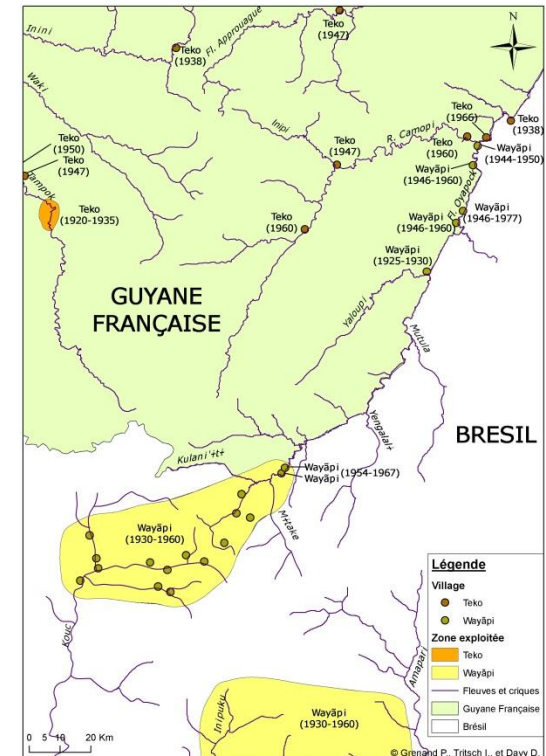 N
Teko
(1947)
Inini
Teko
(1938)
Fl. Approuague
Waki
Inipi
R. Camopi
Teko
(1966)
Teko
(1938)
Teko
(1950)
Teko
(1947)
Teko
(1947)
Teko
(1960)
Wayãpi
(1944-1950)
Tampok
Wayãpi
(1946-1960)
Fl. Oyapock
Teko
(1920-1935)
Teko
(1960)
Wayãpi
(1946-1960)
Wayãpi
(1946-1977)
Wayãpi
(1925-1930)
GUYANE
FRANÇAISE
Yaloupi
Mutula
Yengalaɨ
BRESIL
Kulani'ɨtɨ
Wayãpi
Wayãpi
(1954-1967)
Mɨtake
Wayãpi
(1930-1960)
Kouc
Amapari
Inipuku
Wayãpi
(1930-1960)
0 5 10 20 Km
Légende
Village
Teko
Wayãpi
Zone exploitée
Teko
Wayãpi
Fleuves et criques
Guyane Française
Brésil
© Grenand P., Tritsch I., et Davy D.